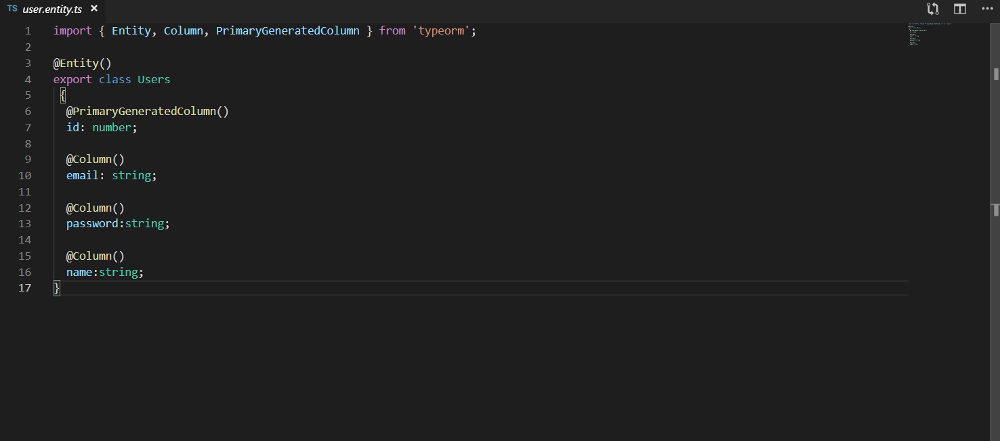 TS user.entity.ts ×
1 import { Entity, Column, PrimaryGeneratedColumn } from 'typeorm';
2
3 @Entity()
4 export class Users
5 {
6 @PrimaryGeneratedColumn()
7 id: number;
8
9 @Column()
10 email: string;
11
12 @Column()
13 password:string;
14
15 @Column()
16 name:string;
17 }